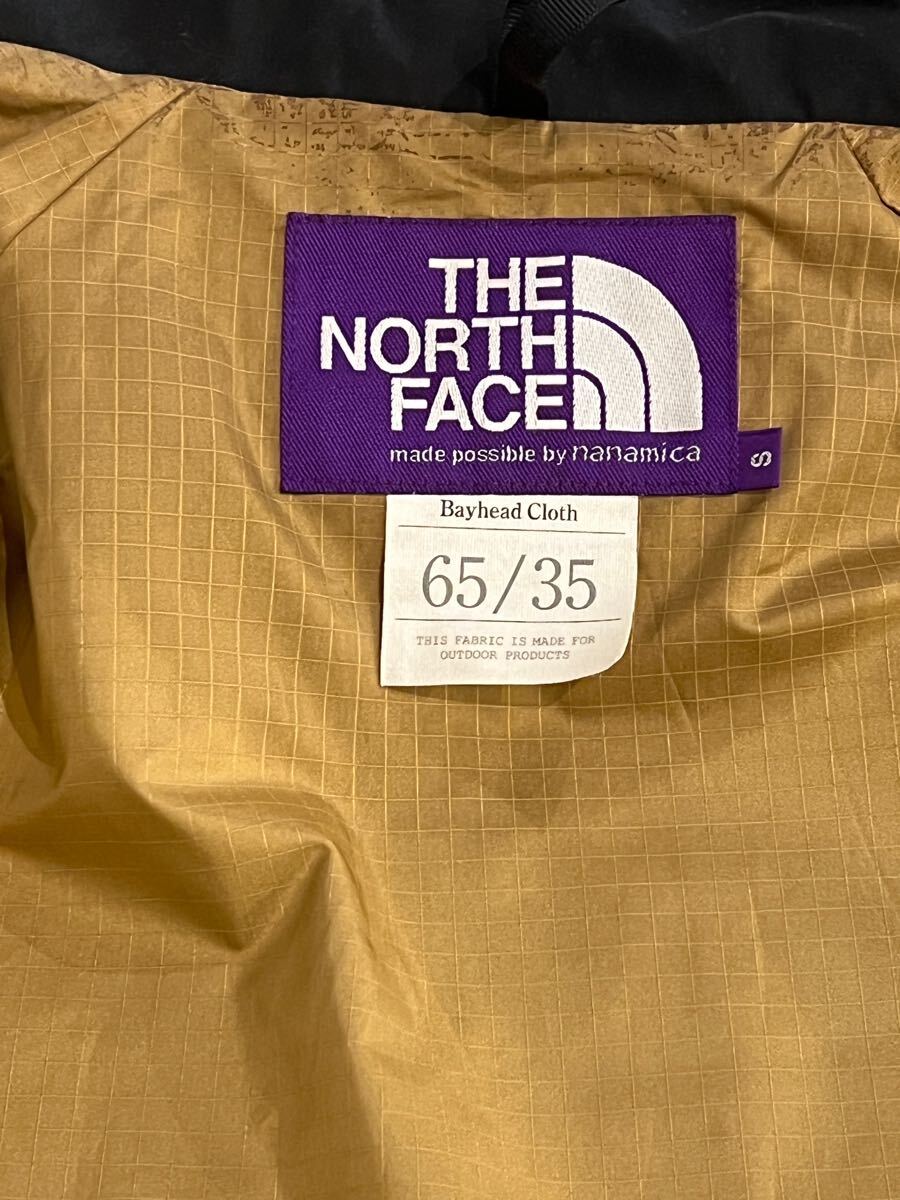 THE
NORTH
FACE
made possible by nanamica
S
Bayhead Cloth
65/35
THIS FABRIC IS MADE FOR
OUTDOOR PRODUCTS